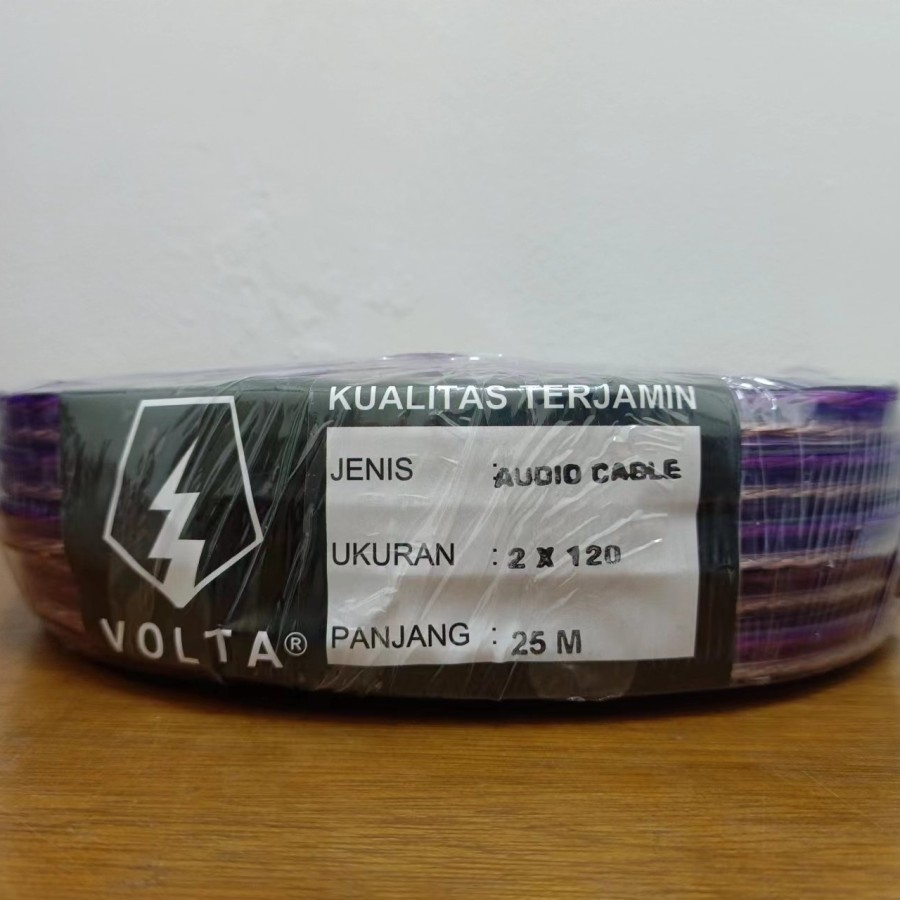 KUALITAS TERJAMIN
JENIS : AUDIO CABLE
UKURAN : 2 X 120
PANJANG : 25 M
VOLTA®